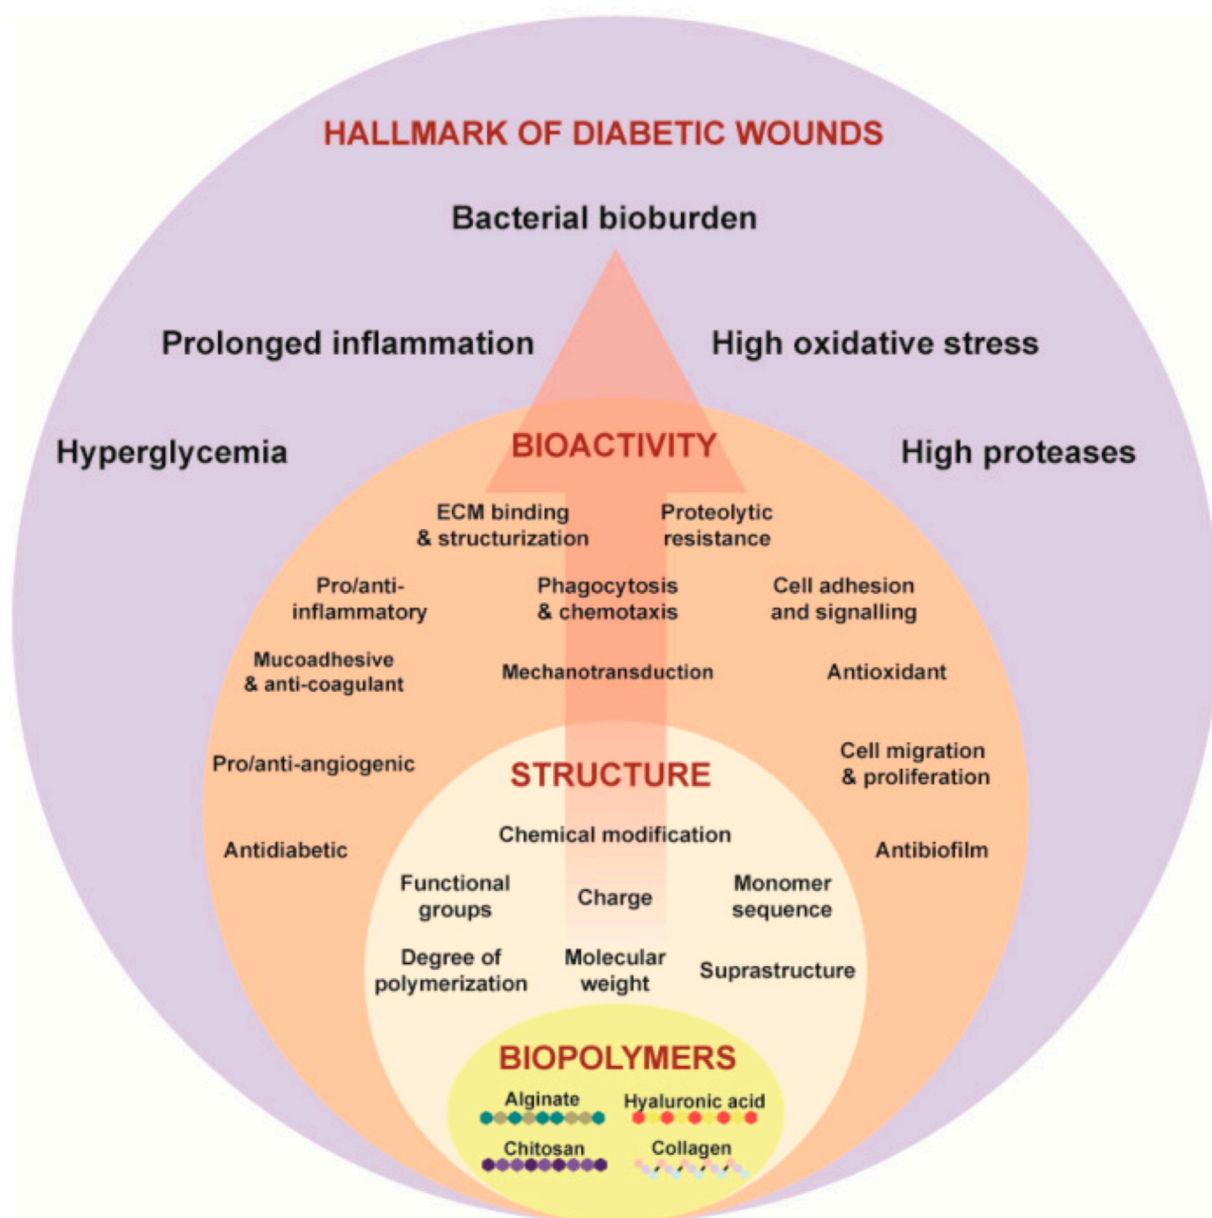 HALLMARK OF DIABETIC WOUNDS
Bacterial bioburden
Prolonged inflammation
High oxidative stress
Hyperglycemia
High proteases
BIOACTIVITY
ECM binding
& structurization
Proteolytic
resistance
Pro/anti-
inflammatory
Phagocytosis
& chemotaxis
Cell adhesion
and signalling
Mucoadhesive
& anti-coagulant
Mechanotransduction
Antioxidant
Pro/anti-angiogenic
Cell migration
& proliferation
Antidiabetic
Antibiofilm
STRUCTURE
Chemical modification
Functional
groups
Charge
Monomer
sequence
Degree of
polymerization
Molecular
weight
Suprastructure
BIOPOLYMERS
Alginate
Hyaluronic acid
Chitosan
Collagen